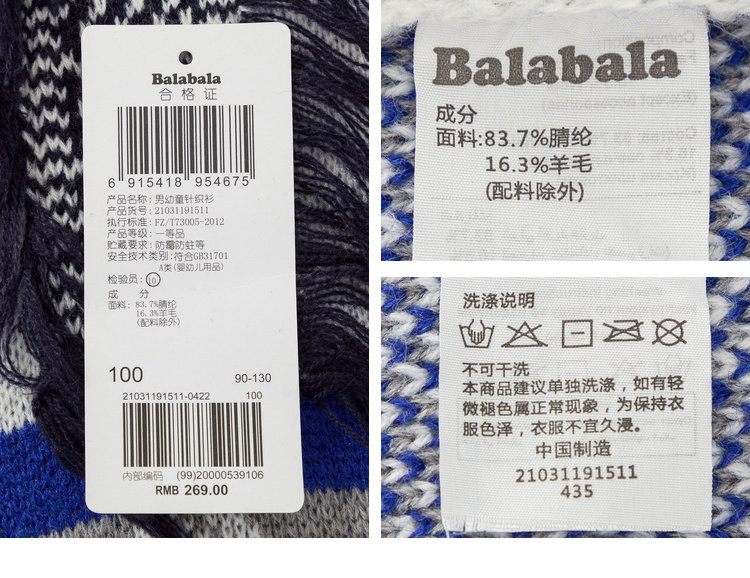 Balabala
合格证
6 915418 954675
产品名称: 男幼童针织衫
产品货号: 21031191511
执行标准: FZ/T73005-2012
产品等级: 一等品
贮藏要求: 防霉防蛀等
安全技术类别: 符合GB31701
A类(婴幼儿用品)
检验员: 10
成 分
面料: 83.7%腈纶
16.3%羊毛
(配料除外)
100
90-130
21031191511-0422 100
内部编码 (99)20000539106
RMB 269.00
Balabala
成分
面料:83.7%腈纶
16.3%羊毛
(配料除外)
洗涤说明
不可干洗
本商品建议单独洗涤,如有轻
微褪色属正常现象,为保持衣
服色泽,衣服不宜久浸。
中国制造
21031191511
435